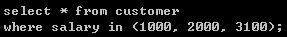 select * from customer
where salary in (1000, 2000, 3100);